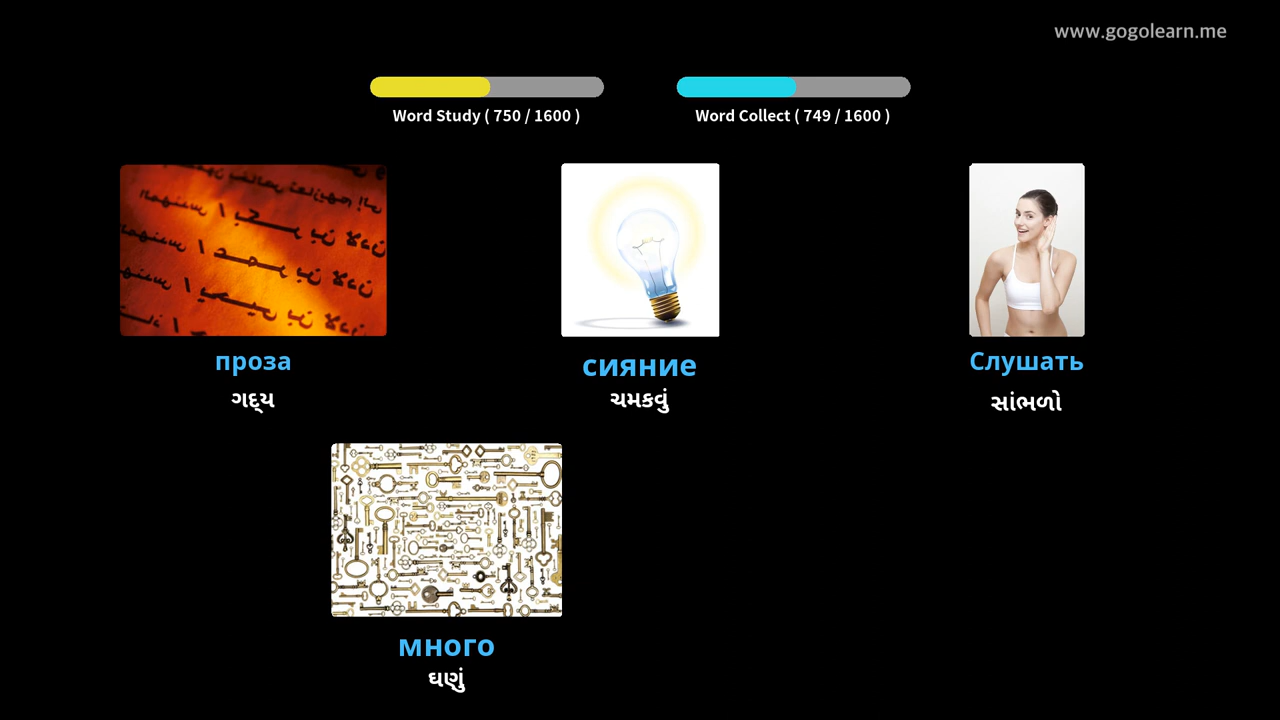 www.gogolearn.me
Word Study ( 750 / 1600 )
Word Collect ( 749 / 1600 )
проза
ગદ્ય
сияние
ચમકવું
Слушать
સાંભળો
много
ઘણું